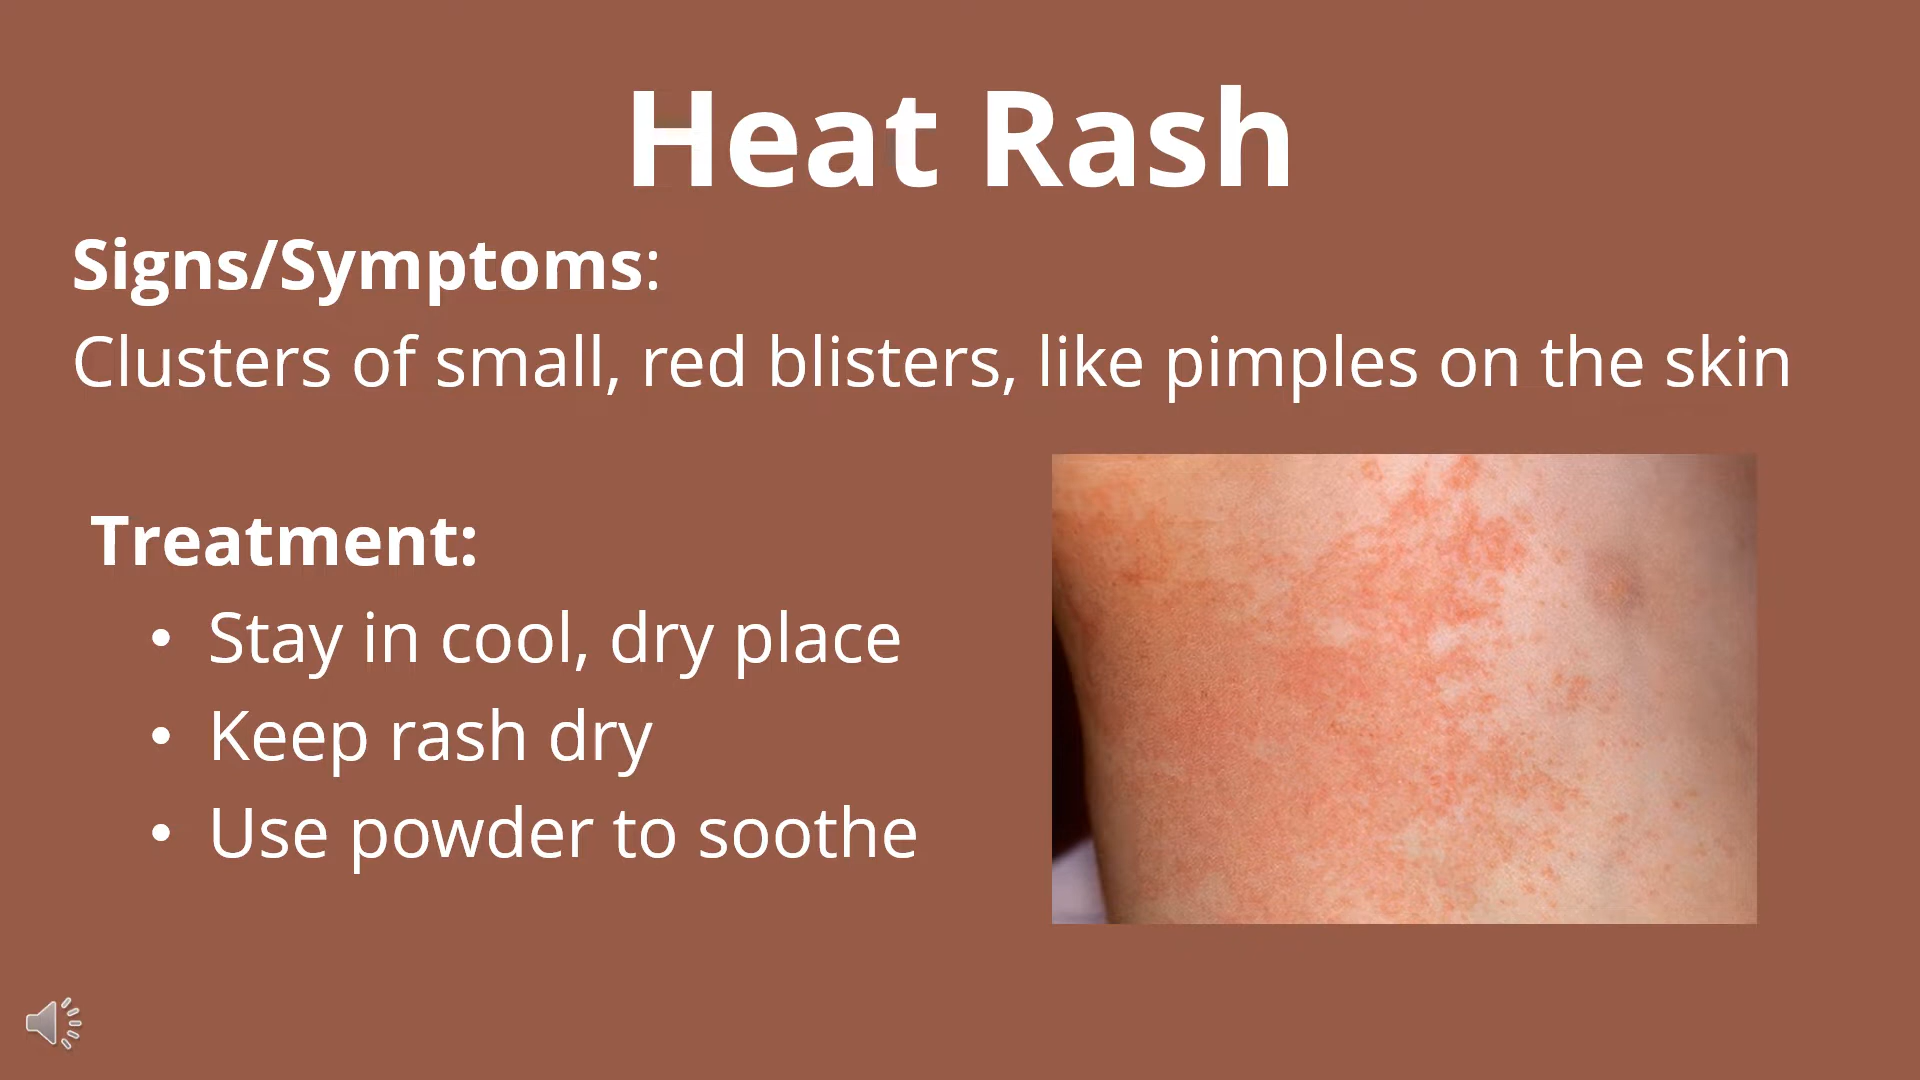 Heat Rash
Signs/Symptoms:
Clusters of small, red blisters, like pimples on the skin
Treatment:
• Stay in cool, dry place
• Keep rash dry
• Use powder to soothe